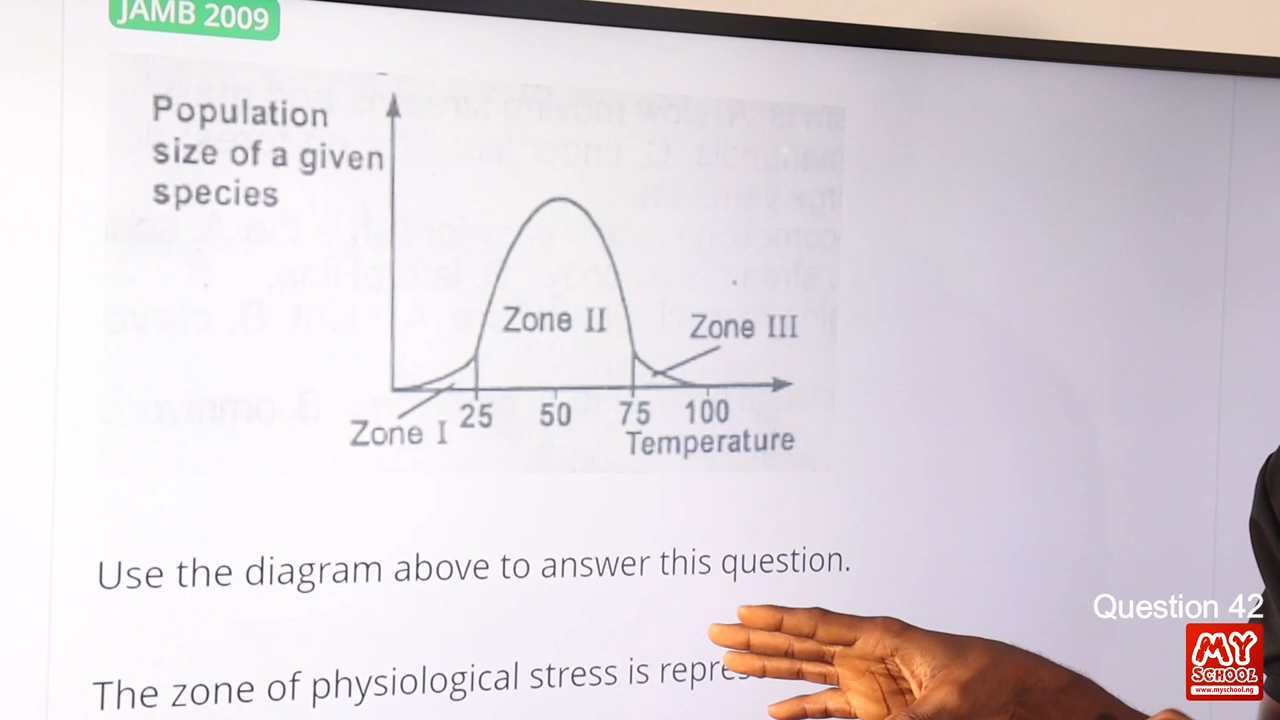 JAMB 2009
Population
size of a given
species
Zone II
Zone III
Zone I
25 50 75 100
Temperature
Use the diagram above to answer this question.
The zone of physiological stress is
Question 42
MY
SCHOOL
www.myschool.ng